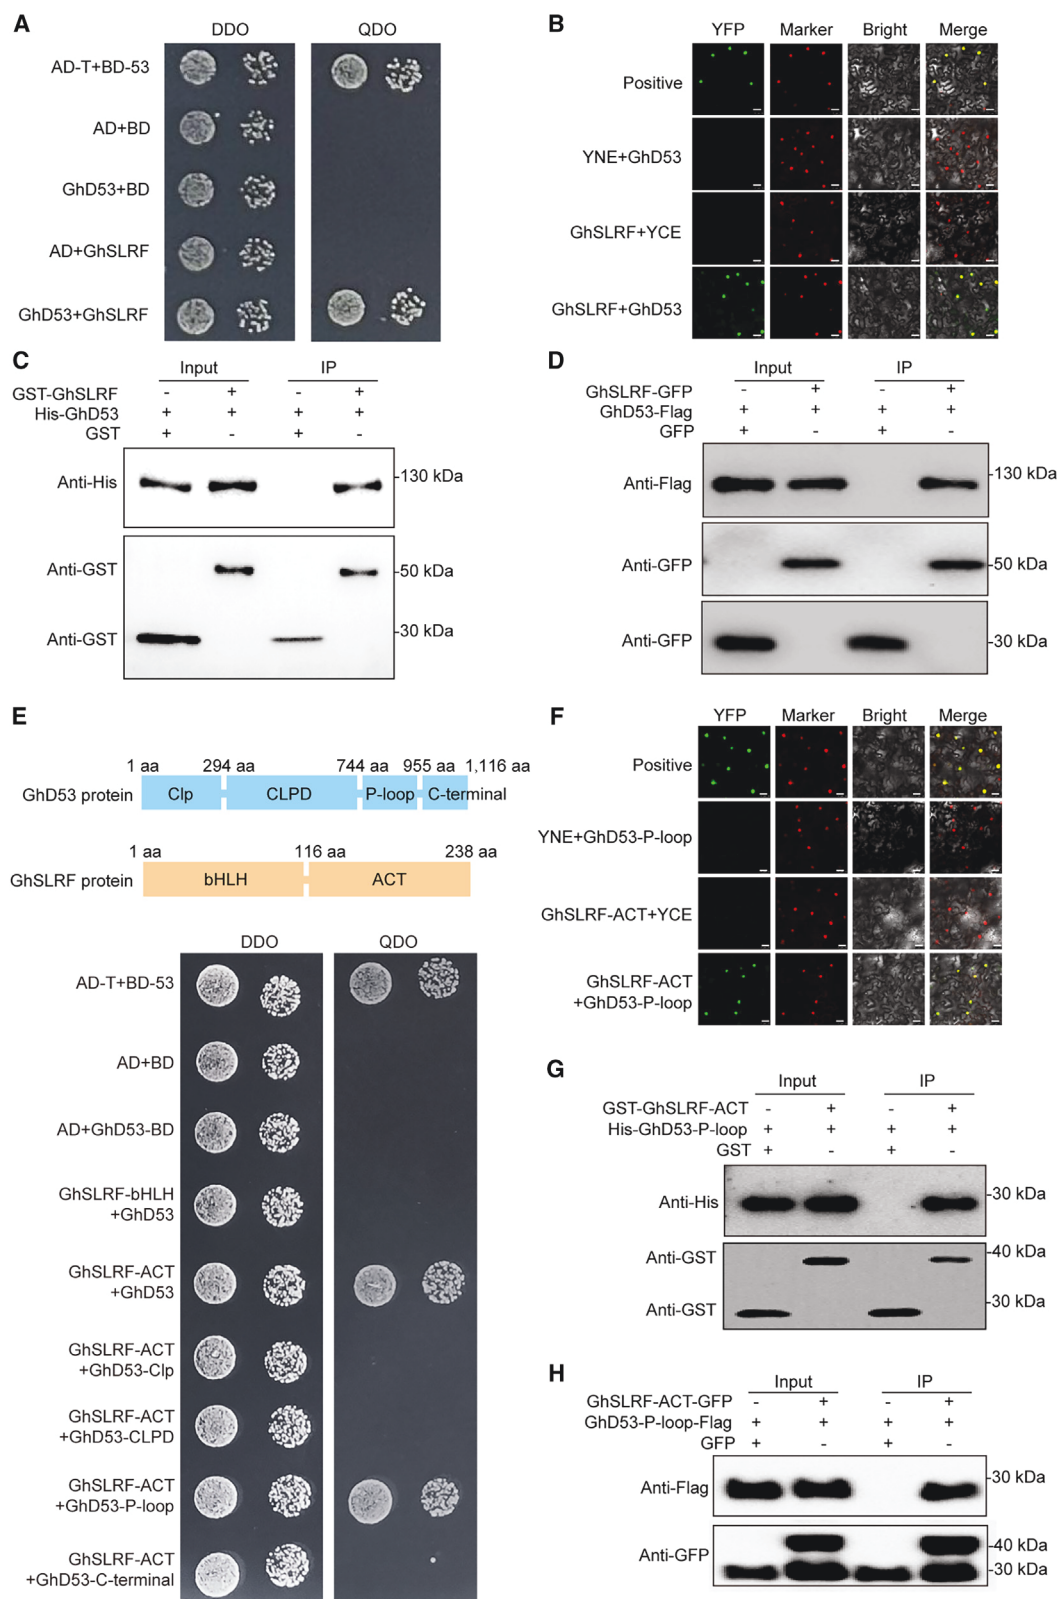 A
DDO QDO
AD-T+BD-53
AD+BD
GhD53+BD
AD+GhSLRF
GhD53+GhSLRF
B
YFP Marker Bright Merge
Positive
YNE+GhD53
GhSLRF+YCE
GhSLRF+GhD53
C
Input IP
GST-GhSLRF - + - +
His-GhD53 + + + +
GST + - + -
Anti-His
130 kDa
Anti-GST
50 kDa
Anti-GST
30 kDa
D
Input IP
GhSLRF-GFP - + - +
GhD53-Flag + + + +
GFP + - + -
Anti-Flag
130 kDa
Anti-GFP
50 kDa
Anti-GFP
30 kDa
E
1 aa 294 aa 744 aa 955 aa 1,116 aa
GhD53 protein Clp CLPD P-loop C-terminal
1 aa 116 aa 238 aa
GhSLRF protein bHLH ACT
DDO QDO
AD-T+BD-53
AD+BD
AD+GhD53-BD
GhSLRF-bHLH
+GhD53
GhSLRF-ACT
+GhD53
GhSLRF-ACT
+GhD53-Clp
GhSLRF-ACT
+GhD53-CLPD
GhSLRF-ACT
+GhD53-P-loop
GhSLRF-ACT
+GhD53-C-terminal
F
YFP Marker Bright Merge
Positive
YNE+GhD53-P-loop
GhSLRF-ACT+YCE
GhSLRF-ACT
+GhD53-P-loop
G
Input IP
GST-GhSLRF-ACT - + - +
His-GhD53-P-loop + + + +
GST + - + -
Anti-His
30 kDa
Anti-GST
40 kDa
Anti-GST
30 kDa
H
Input IP
GhSLRF-ACT-GFP - + - +
GhD53-P-loop-Flag + + + +
GFP + - + -
Anti-Flag
30 kDa
Anti-GFP
40 kDa
30 kDa